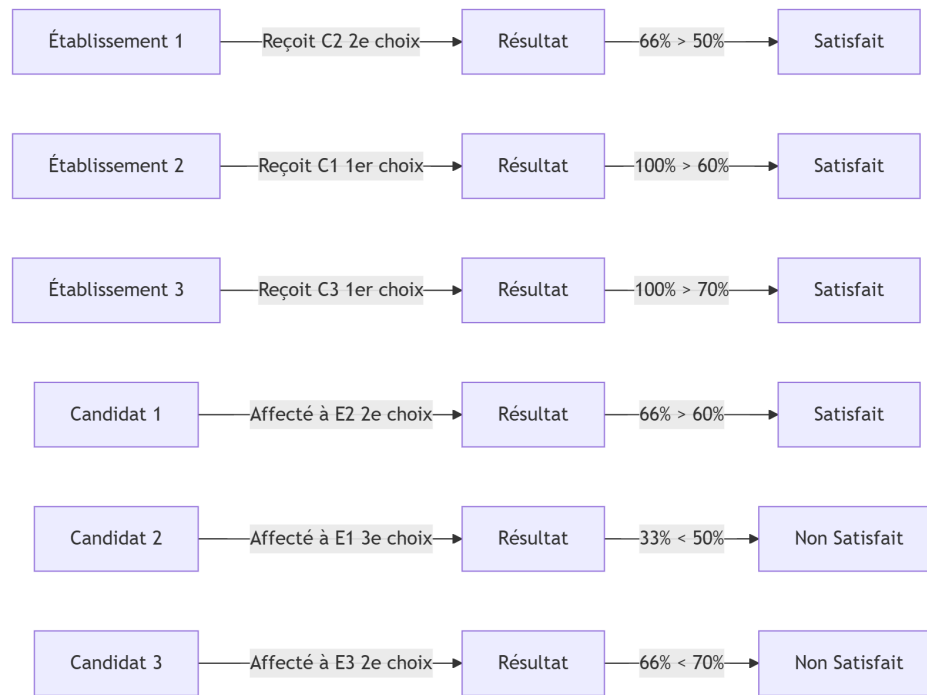 Établissement 1 Reçoit C2 2e choix Résultat 66% > 50% Satisfait
Établissement 2 Reçoit C1 1er choix Résultat 100% > 60% Satisfait
Établissement 3 Reçoit C3 1er choix Résultat 100% > 70% Satisfait
Candidat 1 Affecté à E2 2e choix Résultat 66% > 60% Satisfait
Candidat 2 Affecté à E1 3e choix Résultat 33% < 50% Non Satisfait
Candidat 3 Affecté à E3 2e choix Résultat 66% < 70% Non Satisfait